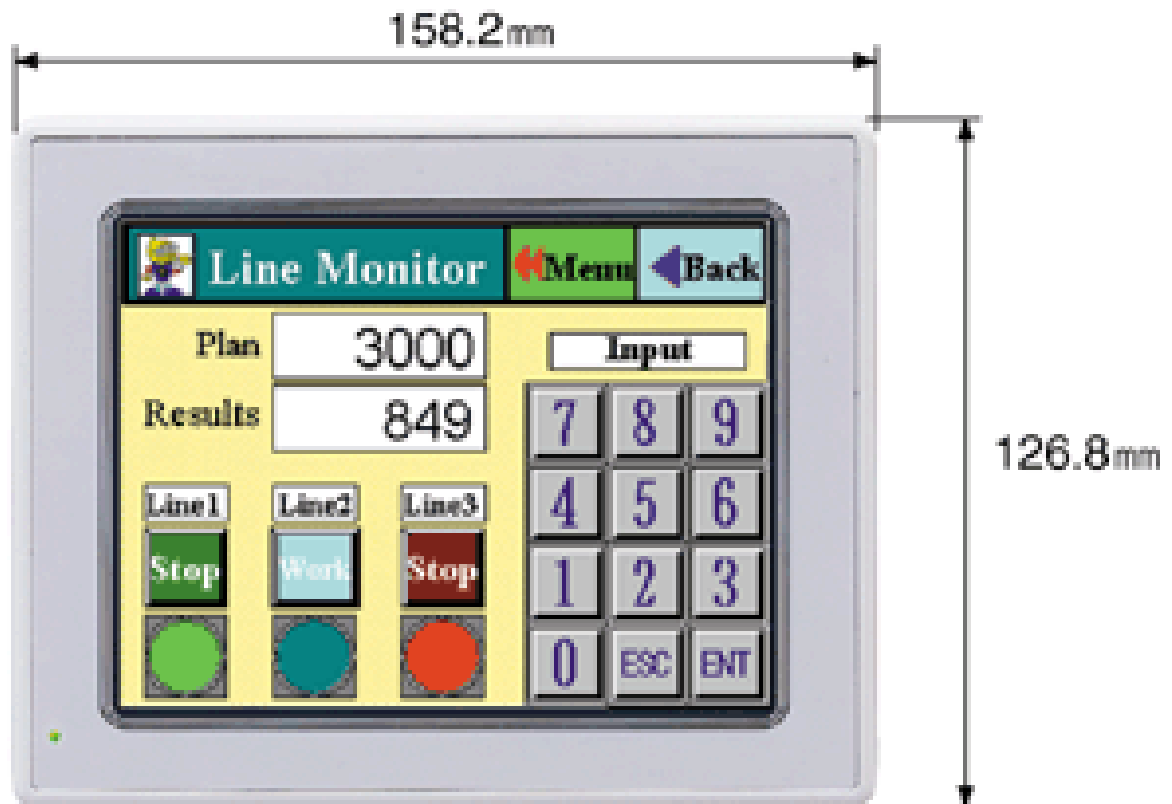 158.2mm
Line Monitor
Menu
Back
Plan
3000
Input
Results
849
7 8 9
Line1 Line2 Line3
4 5 6
Stop Work Stop
1 2 3
0 ESC ENT
126.8mm